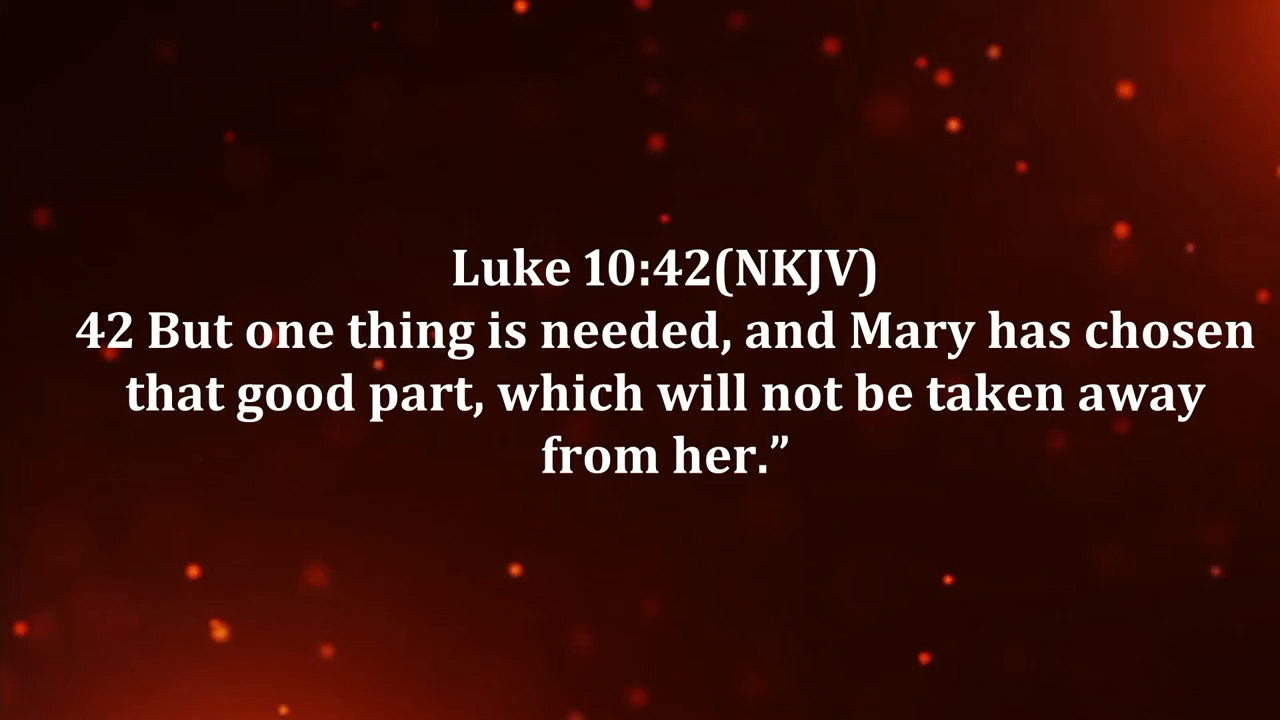 Luke 10:42(NKJV)
42 But one thing is needed, and Mary has chosen
that good part, which will not be taken away
from her.”